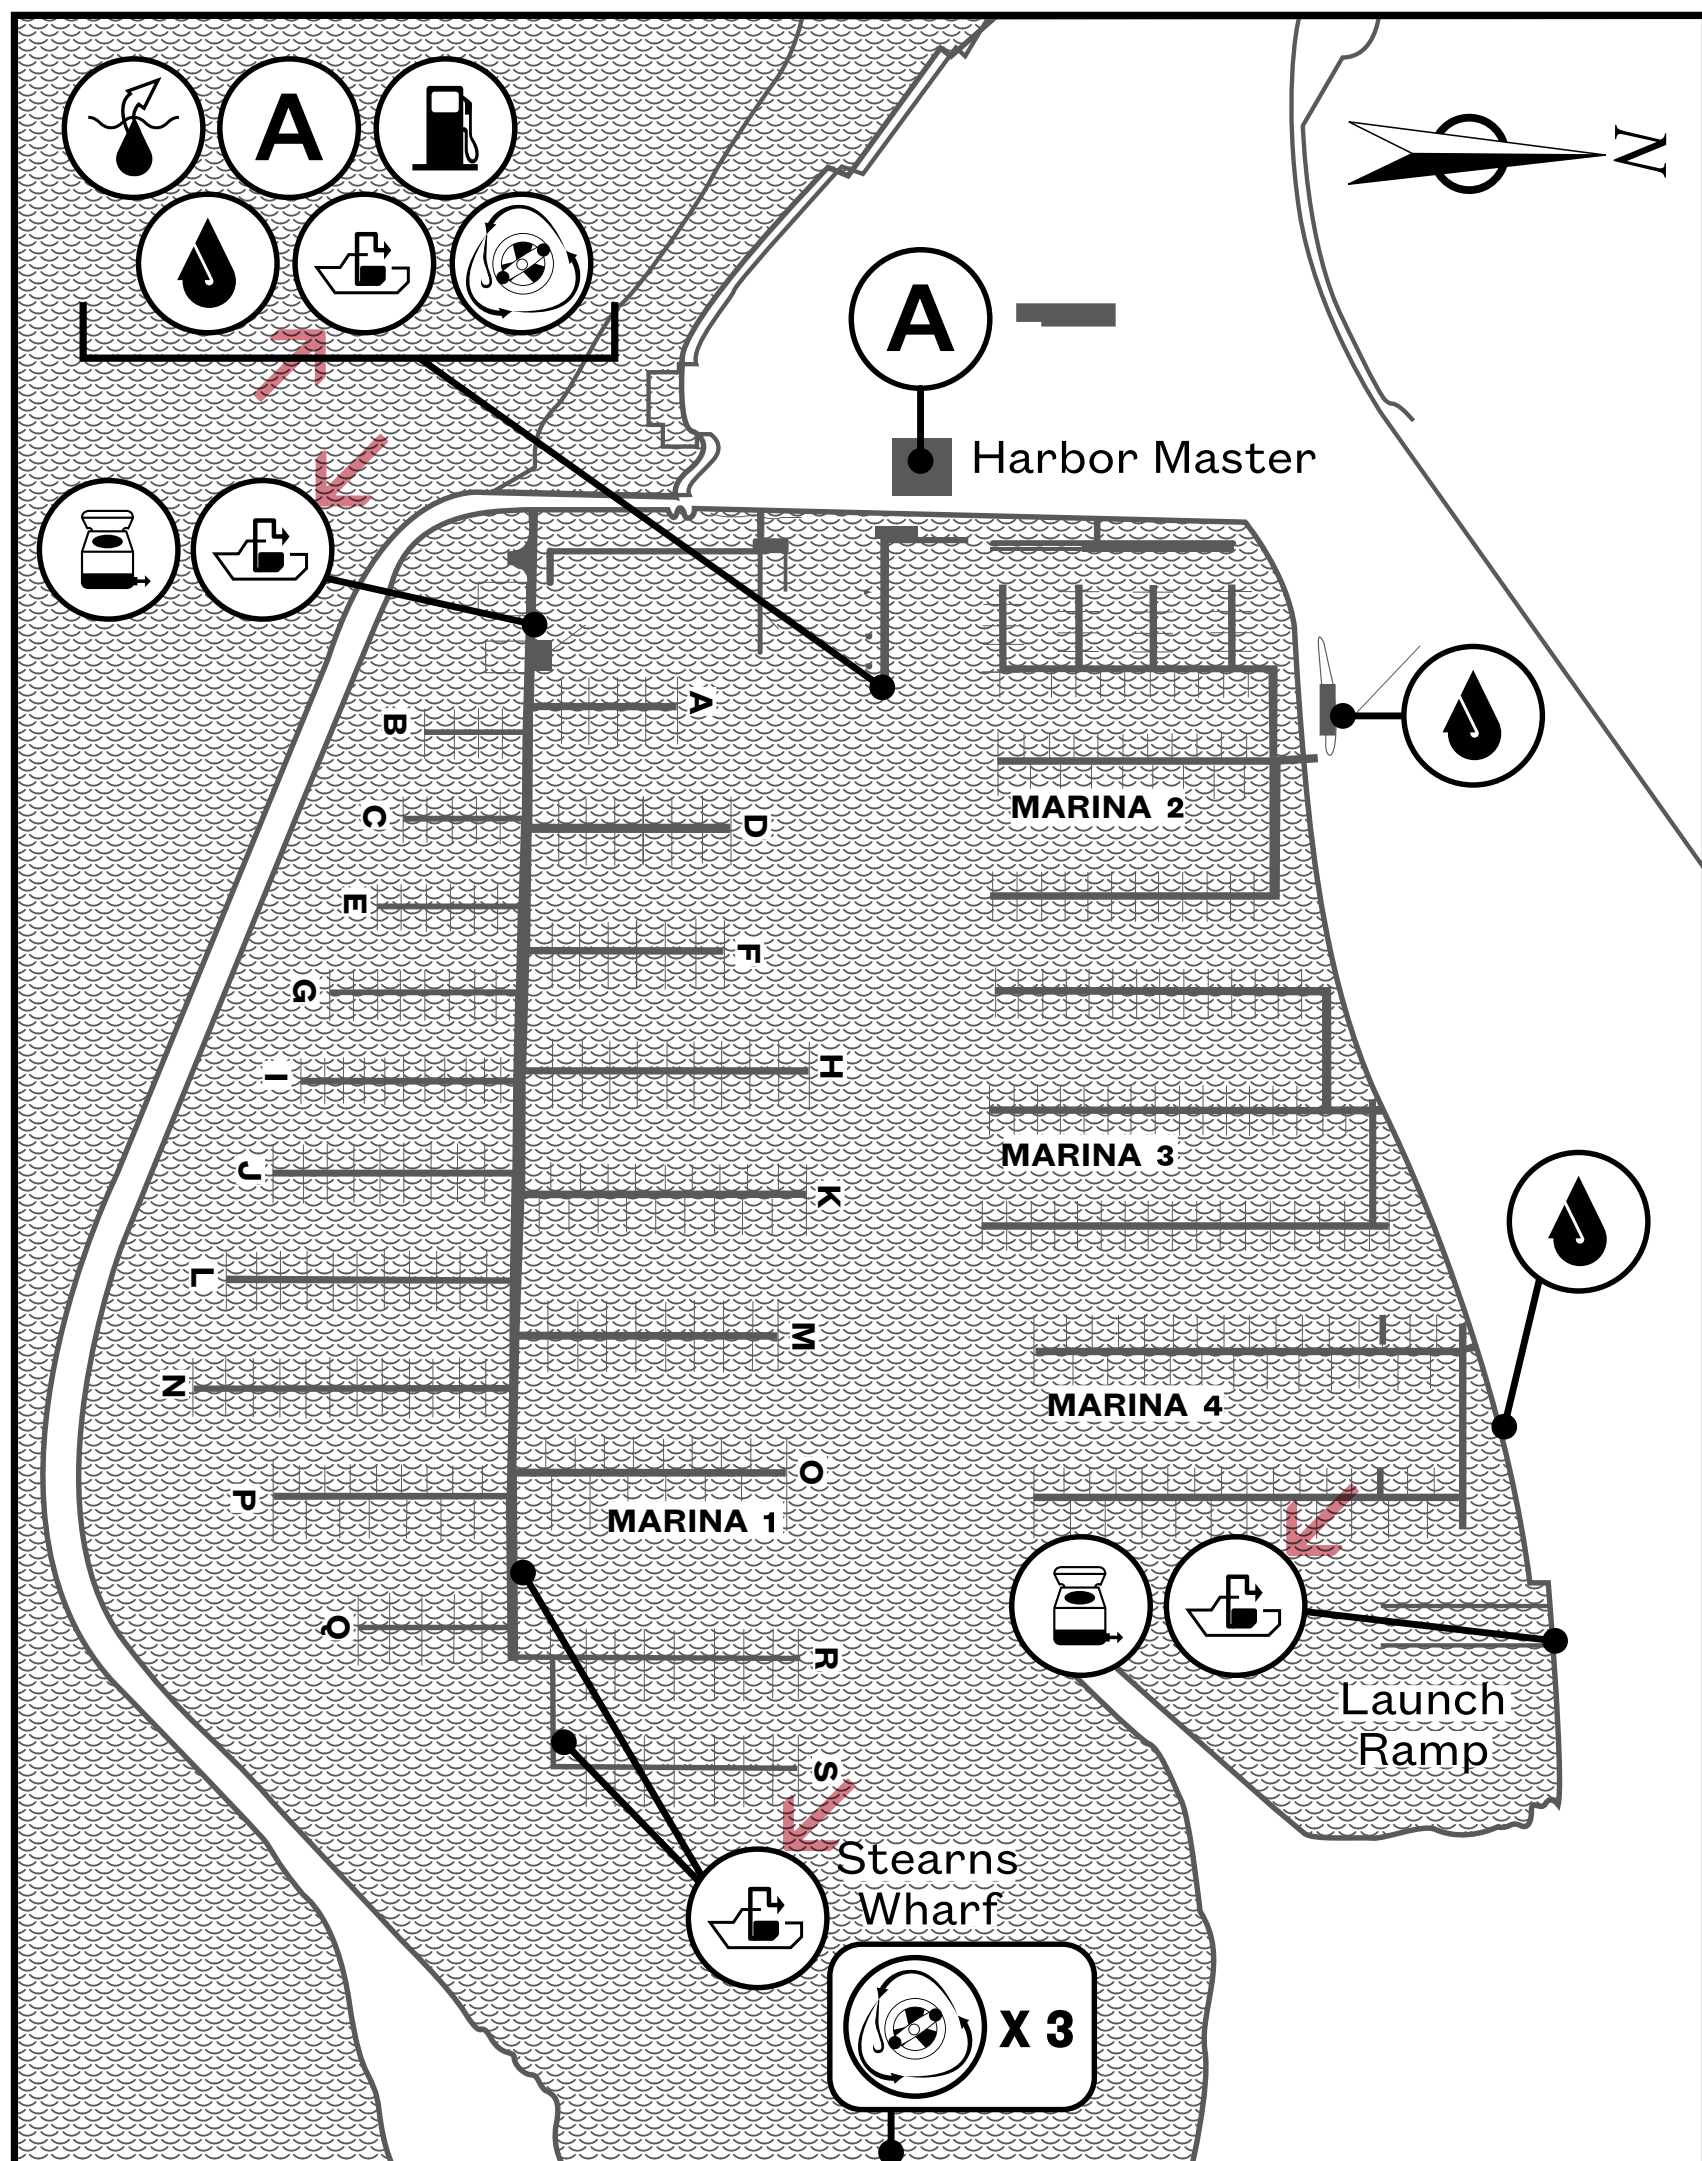 A
N
A
Harbor Master
A
B
MARINA 2
C
D
E
F
G
H
I
MARINA 3
J
K
L
M
N
MARINA 4
O
P
MARINA 1
Q
R
Launch
Ramp
S
Stearns
Wharf
X 3